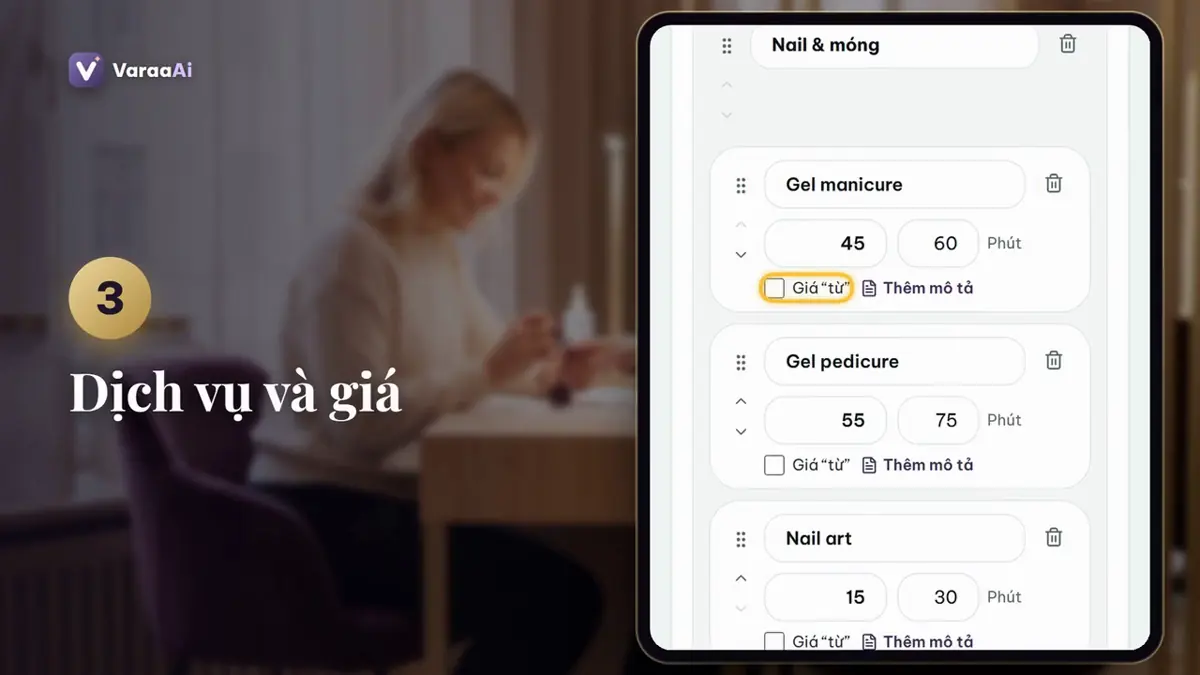 VaraaAi
3
Dịch vụ và giá
Nail & móng
Gel manicure
45 60 Phút
Giá “từ” Thêm mô tả
Gel pedicure
55 75 Phút
Giá “từ” Thêm mô tả
Nail art
15 30 Phút
Giá “từ” Thêm mô tả